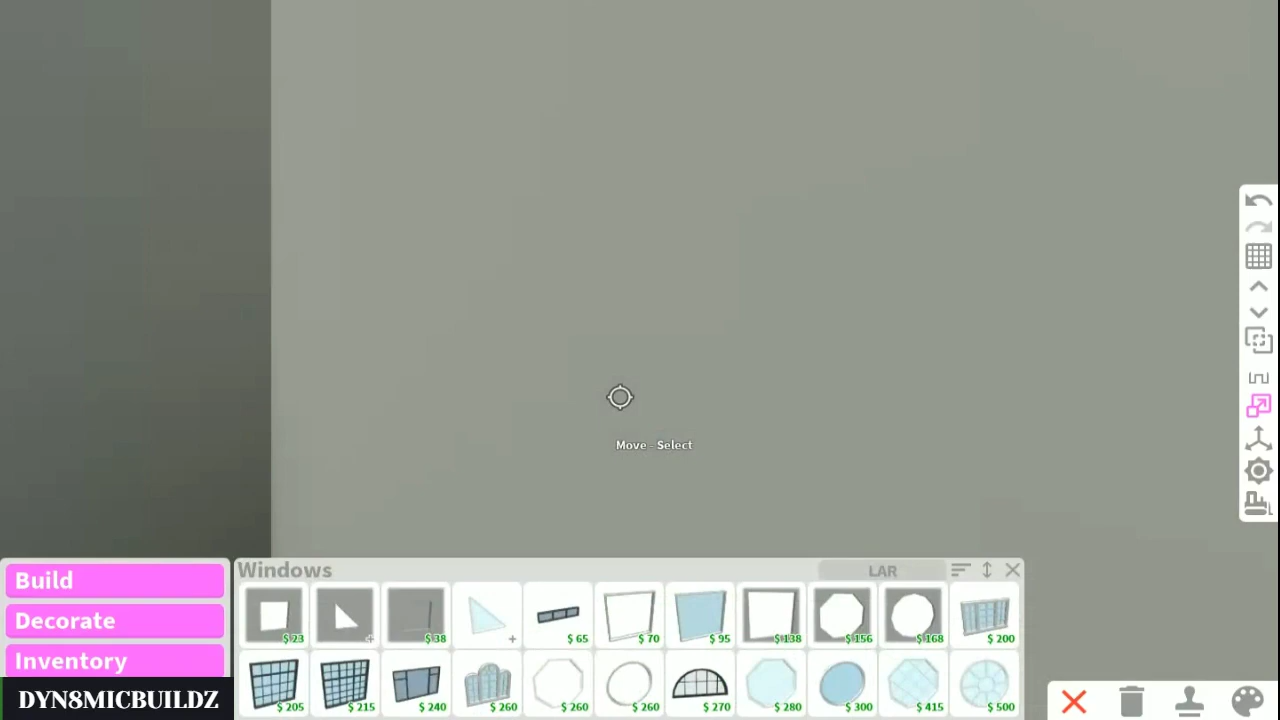 Move - Select
Windows
LAR
$ 23
$ 38
$ 65
$ 70
$ 95
$ 138
$ 156
$ 168
$ 200
$ 205
$ 215
$ 240
$ 260
$ 260
$ 260
$ 270
$ 280
$ 300
$ 415
$ 500
Build
Decorate
Inventory
DYN8MICBUILDZ